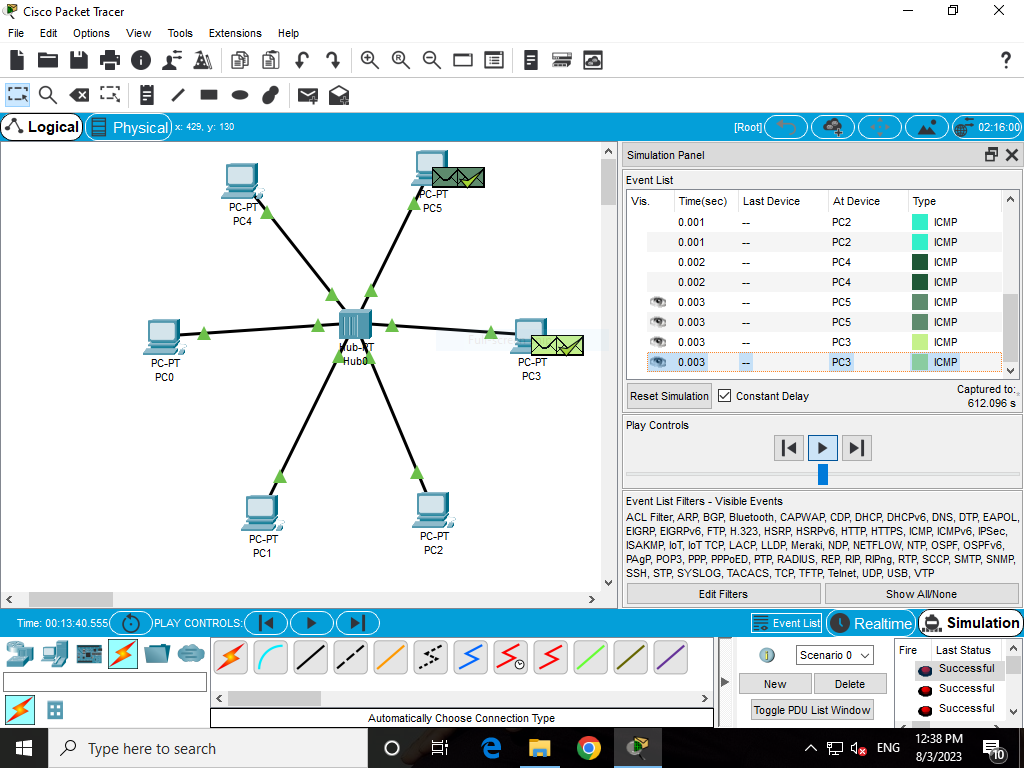 Cisco Packet Tracer
File Edit Options View Tools Extensions Help
Logical Physical x: 429, y: 130 [Root] 02:16:00
PC-PT
PC4
PC-PT
PC5
Hub-PT
Hub0
PC-PT
PC0
PC-PT
PC3
PC-PT
PC1
PC-PT
PC2
Simulation Panel
Event List
Vis. Time(sec) Last Device At Device Type
0.001 -- PC2 ICMP
0.001 -- PC2 ICMP
0.002 -- PC4 ICMP
0.002 -- PC4 ICMP
0.003 -- PC5 ICMP
0.003 -- PC5 ICMP
0.003 -- PC3 ICMP
0.003 -- PC3 ICMP
Reset Simulation Constant Delay Captured to:
612.096 s
Play Controls
Event List Filters - Visible Events
ACL Filter, ARP, BGP, Bluetooth, CAPWAP, CDP, DHCP, DHCPv6, DNS, DTP, EAPOL,
EIGRP, EIGRPv6, FTP, H.323, HSRP, HSRPv6, HTTP, HTTPS, ICMP, ICMPv6, IPSec,
ISAKMP, IoT, IoT TCP, LACP, LLDP, Meraki, NDP, NETFLOW, NTP, OSPF, OSPFv6,
PAgP, POP3, PPP, PPPoED, PTP, RADIUS, REP, RIP, RIPng, RTP, SCCP, SMTP, SNMP,
SSH, STP, SYSLOG, TACACS, TCP, TFTP, Telnet, UDP, USB, VTP
Edit Filters Show All/None
Time: 00:13:40.555 PLAY CONTROLS: Event List Realtime Simulation
Scenario 0
New Delete
Toggle PDU List Window
Fire Last Status
Successful
Successful
Successful
Automatically Choose Connection Type
Type here to search
ENG
12:38 PM
8/3/2023
10